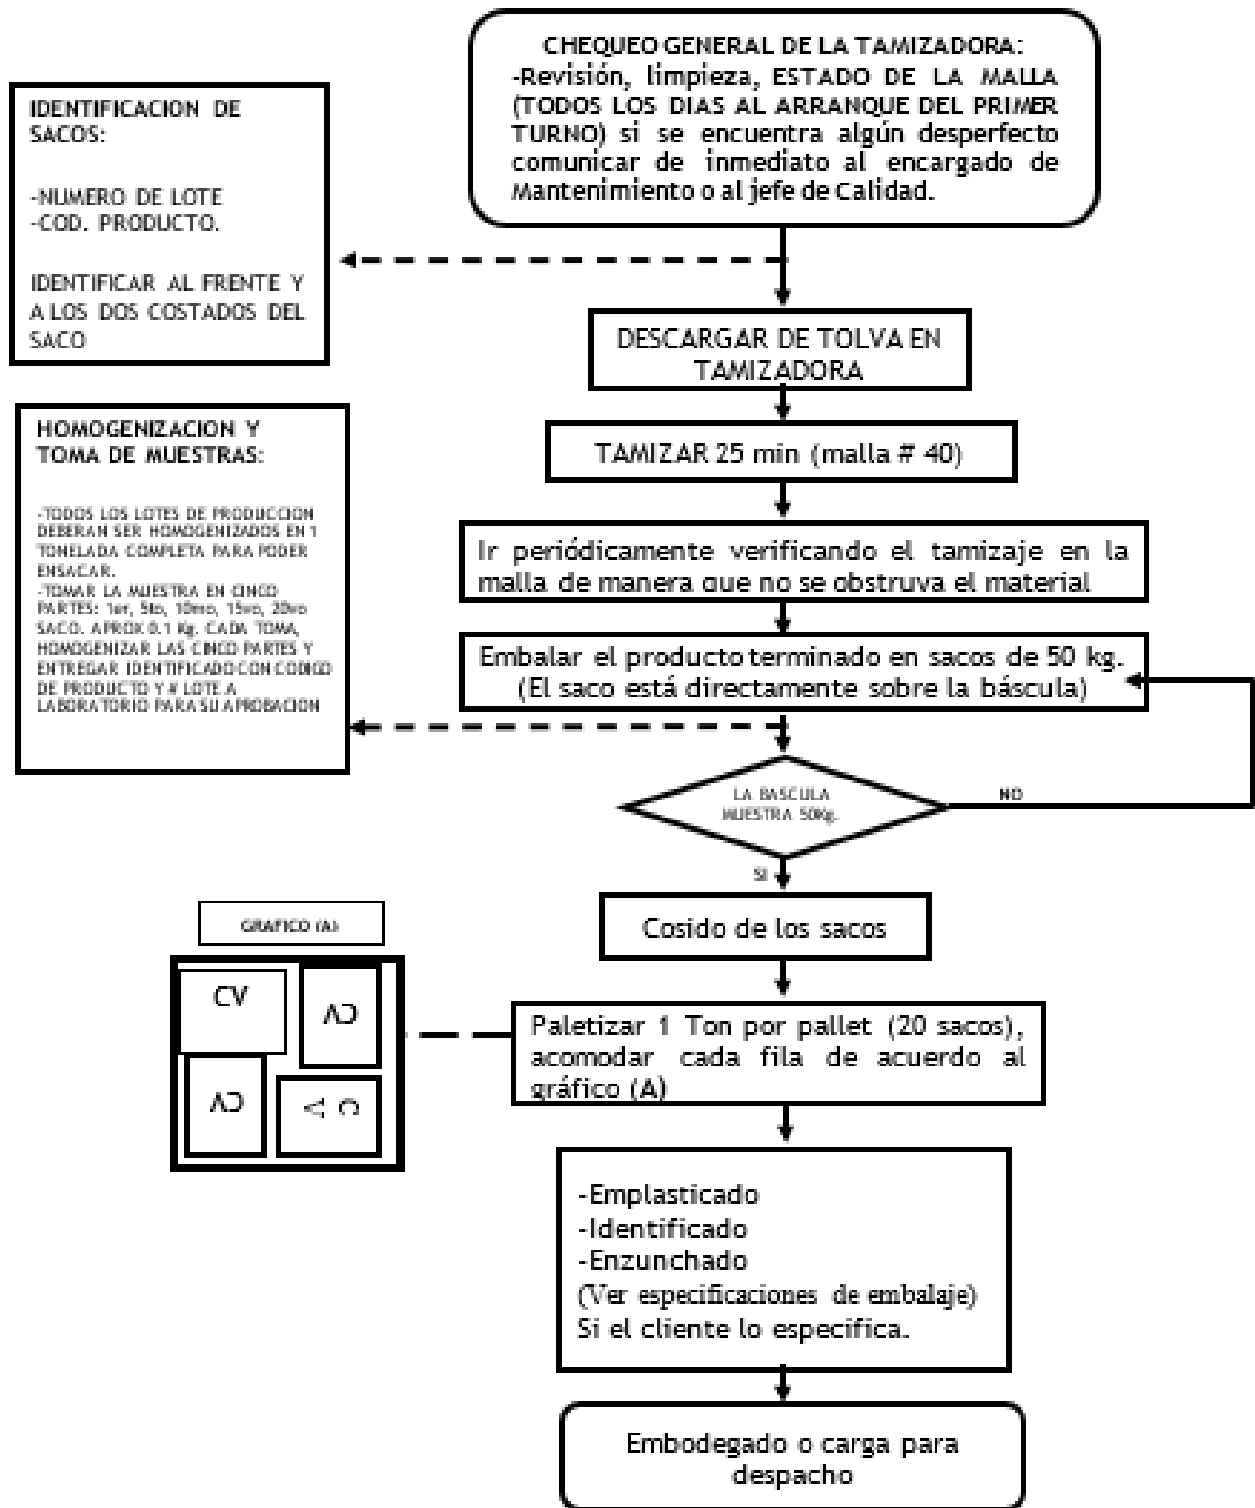 CHEQUEO GENERAL DE LA TAMIZADORA:
-Revisión, limpieza, ESTADO DE LA MALLA
(TODOS LOS DIAS AL ARRANQUE DEL PRIMER
TURNO) si se encuentra algún desperfecto
comunicar de inmediato al encargado de
Mantenimiento o al jefe de Calidad.
IDENTIFICACION DE
SACOS:
-NUMERO DE LOTE
-COD. PRODUCTO.
IDENTIFICAR AL FRENTE Y
A LOS DOS COSTADOS DEL
SACO
DESCARGAR DE TOLVA EN
TAMIZADORA
HOMOGENIZACION Y
TOMA DE MUESTRAS:
-TODOS LOS LOTES DE PRODUCCION
DEBERAN SER HOMOGENIZADOS EN 1
TONELADA COMPLETA PARA PODER
ENSACAR.
-TOMAR LA MUESTRA EN CINCO
PARTES: 1er, 5to, 10mo, 15vo, 20vo
SACO. APROX 0.1 Kg. CADA TOMA,
HOMOGENIZAR LAS CINCO PARTES Y
ENTREGAR IDENTIFICADO CON CODIGO
DE PRODUCTO Y # LOTE A
LABORATORIO PARA SU APROBACION
TAMIZAR 25 min (malla # 40)
Ir periódicamente verificando el tamizaje en la
malla de manera que no se obstruya el material
Embalar el producto terminado en sacos de 50 kg.
(El saco está directamente sobre la báscula)
LA BASCULA
MUESTRA 50Kg.
NO
SI
Cosido de los sacos
GRAFICO (A)
CV
CV
CV
C V
Paletizar 1 Ton por pallet (20 sacos),
acomodar cada fila de acuerdo al
gráfico (A)
-Emplasticado
-Identificado
-Enzunchado
(Ver especificaciones de embalaje)
Si el cliente lo especifica.
Embodegado o carga para
despacho